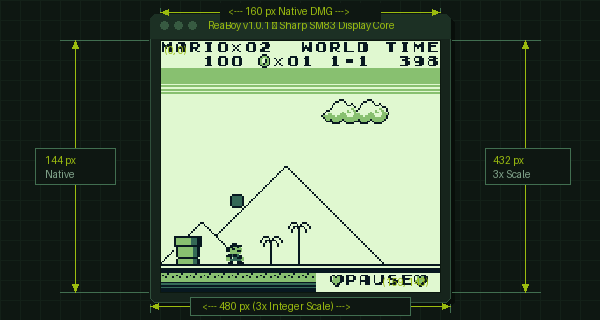 <--- 160 px Native DMG --->
ReaBoy v1.0.1 Sharp SM83 Display Core
MARIO×02 WORLD TIME
100 ×01 1-1 398
144 px
Native
432 px
3x Scale
PAUSE
<--- 480 px (3x Integer Scale) --->